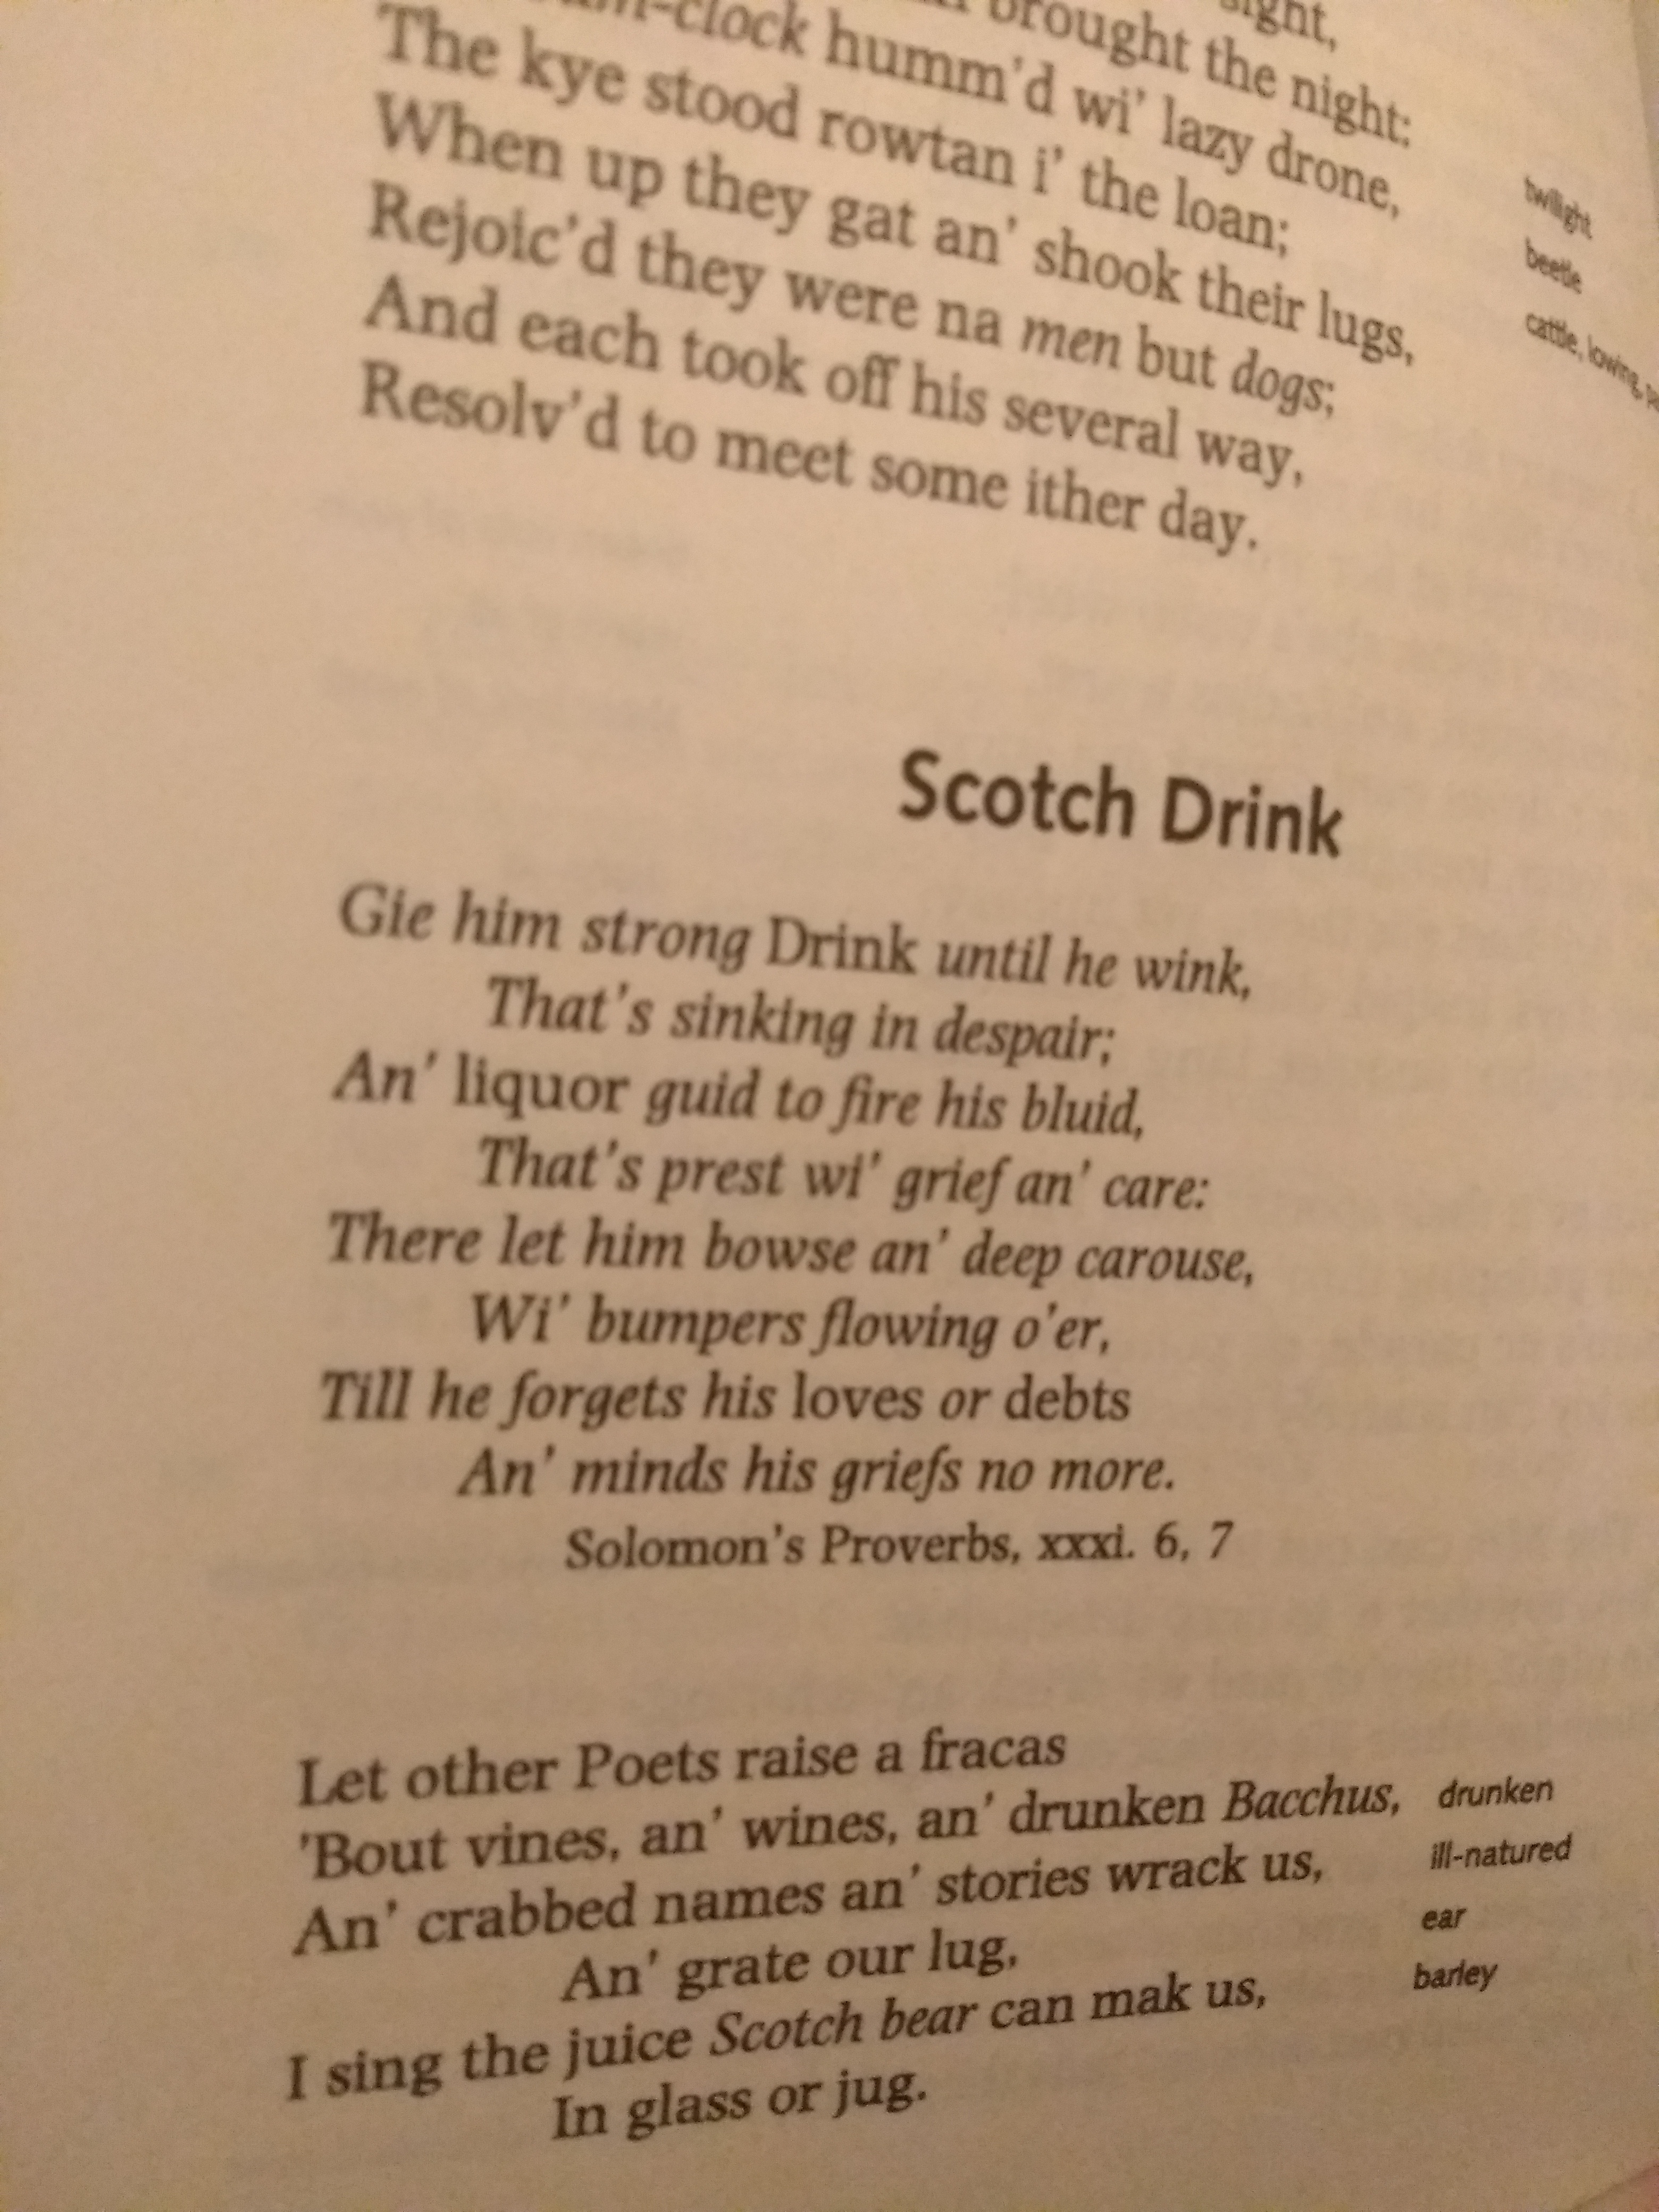 sight,
brought the night:
-clock humm'd wi' lazy drone,
The kye stood rowtan i' the loan;
When up they gat an' shook their lugs,
Rejoic'd they were na men but dogs;
And each took off his several way,
Resolv'd to meet some ither day.
twilight
beetle
cattle, lowing,
Scotch Drink
Gie him strong Drink until he wink,
That's sinking in despair;
An' liquor guid to fire his bluid,
That's prest wi' grief an' care:
There let him bowse an' deep carouse,
Wi' bumpers flowing o'er,
Till he forgets his loves or debts
An' minds his griefs no more.
Solomon's Proverbs, xxxi. 6, 7
Let other Poets raise a fracas
'Bout vines, an' wines, an' drunken Bacchus, drunken
An' crabbed names an' stories wrack us, ill-natured
An' grate our lug, ear
I sing the juice Scotch bear can mak us, barley
In glass or jug.